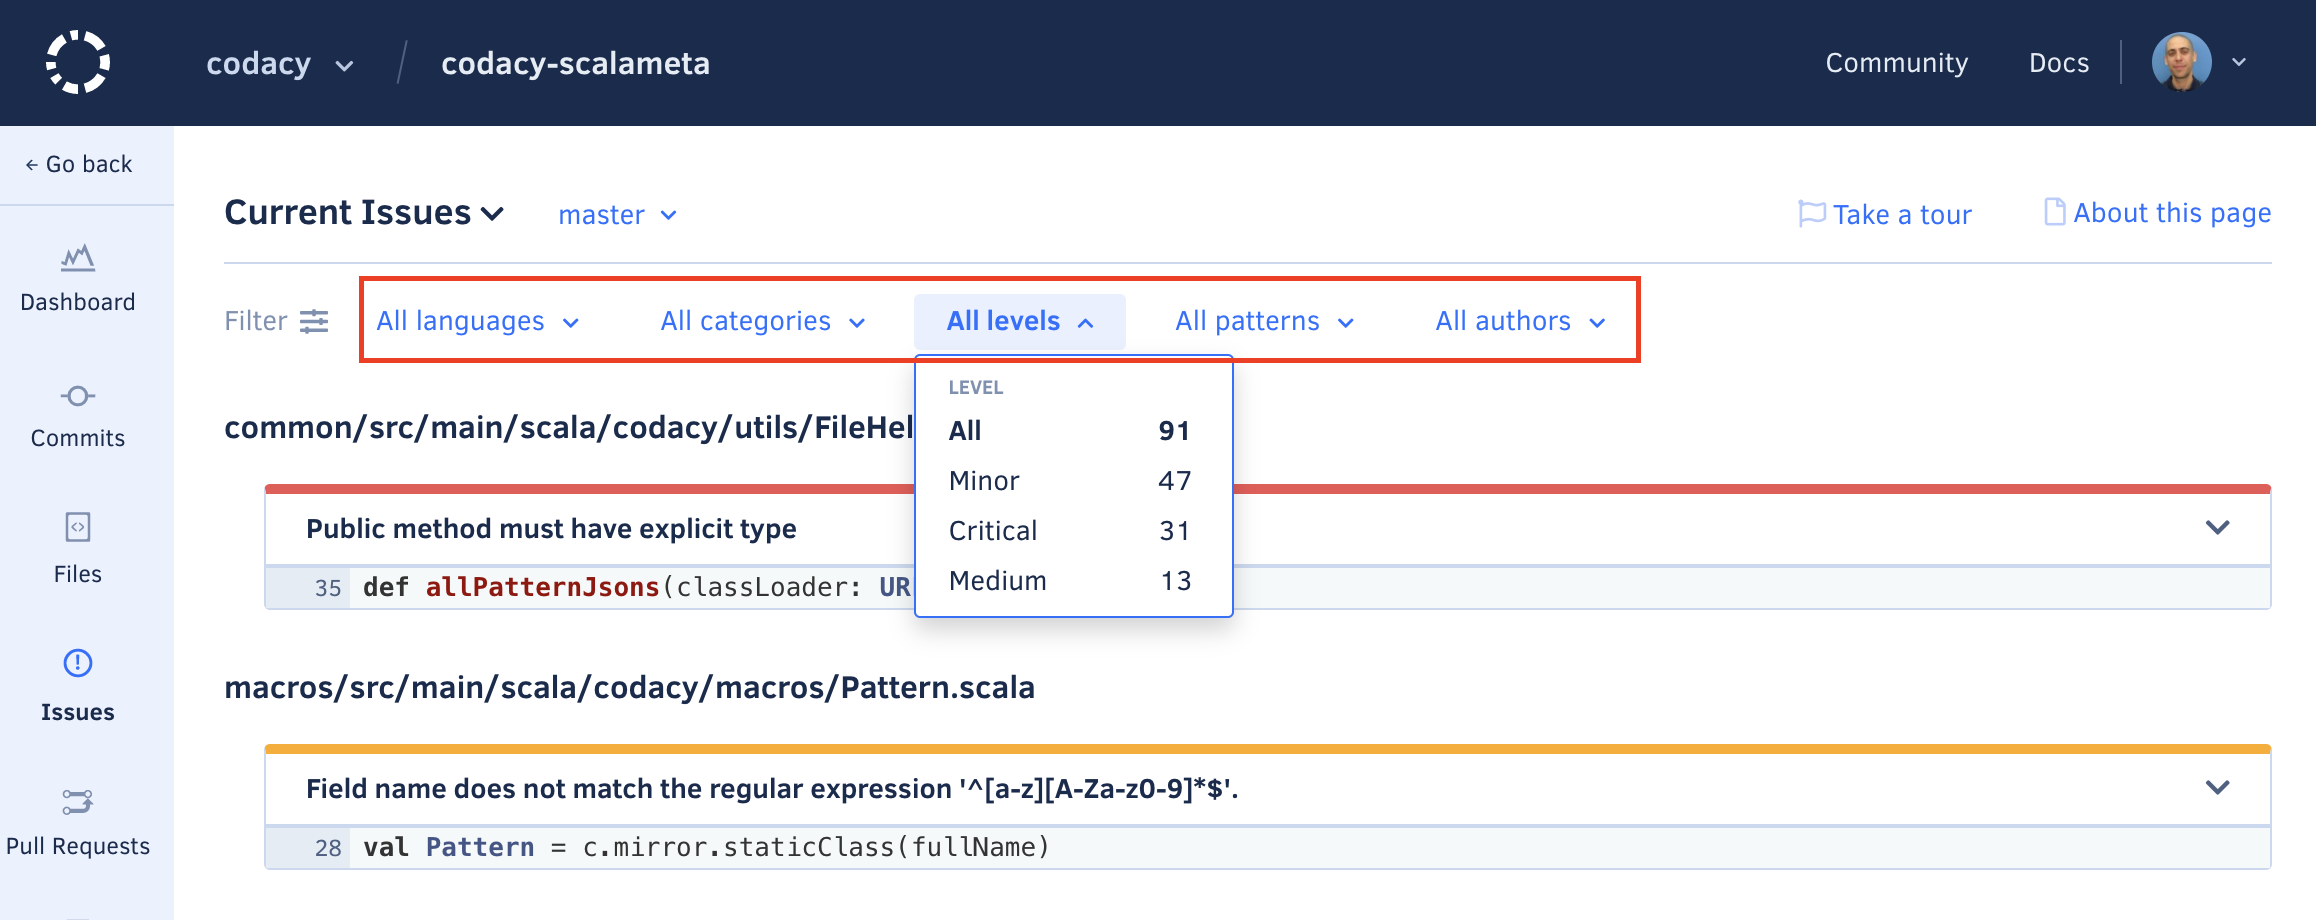 codacy / codacy-scalameta Community Docs
← Go back
Dashboard
Commits
Files
Issues
Pull Requests
Current Issues master Take a tour About this page
Filter All languages All categories All levels All patterns All authors
LEVEL
All 91
Minor 47
Critical 31
Medium 13
common/src/main/scala/codacy/utils/FileHel
Public method must have explicit type
35 def allPatternJsons(classLoader: UR
macros/src/main/scala/codacy/macros/Pattern.scala
Field name does not match the regular expression '^[a-z][A-Za-z0-9]*$'.
28 val Pattern = c.mirror.staticClass(fullName)